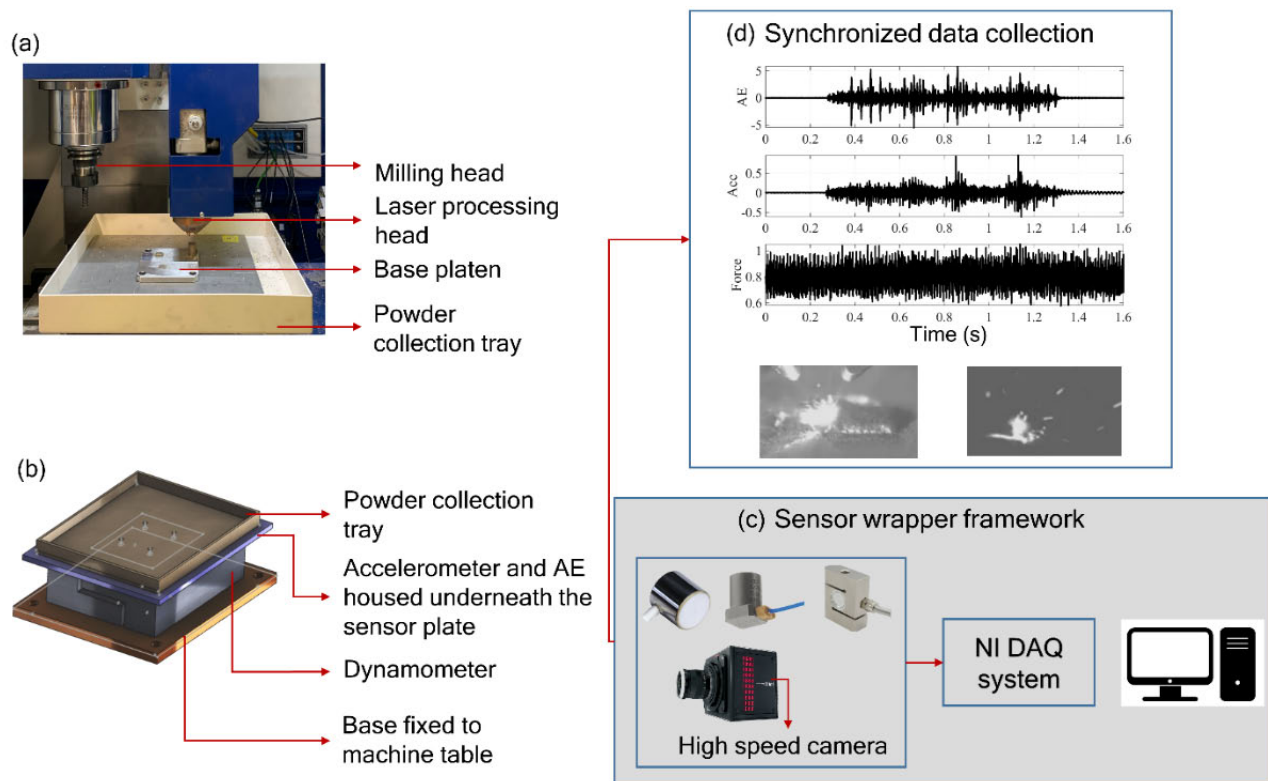 (a)
Milling head
Laser processing
head
Base platen
Powder
collection tray
(b)
Powder collection
tray
Accelerometer and AE
housed underneath the
sensor plate
Dynamometer
Base fixed to
machine table
(d) Synchronized data collection
5
0
-5
AE
0 0.2 0.4 0.6 0.8 1 1.2 1.4 1.6
0.5
0
-0.5
Acc
0 0.2 0.4 0.6 0.8 1 1.2 1.4 1.6
1
0.8
0.6
Force
0 0.2 0.4 0.6 0.8 1 1.2 1.4 1.6
Time (s)
(c) Sensor wrapper framework
High speed camera
NI DAQ
system